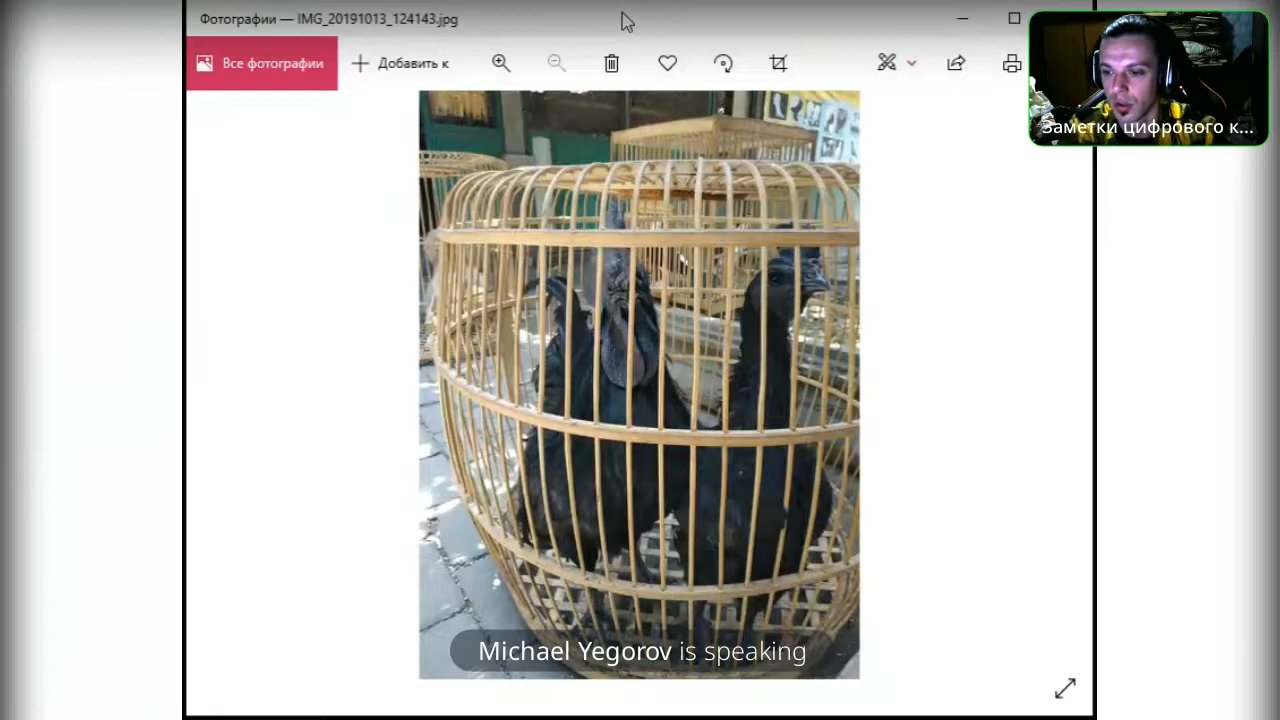 Фотографии — IMG_20191013_124143.jpg
Все фотографии
Добавить к
Заметки цифрового к...
Michael Yegorov is speaking